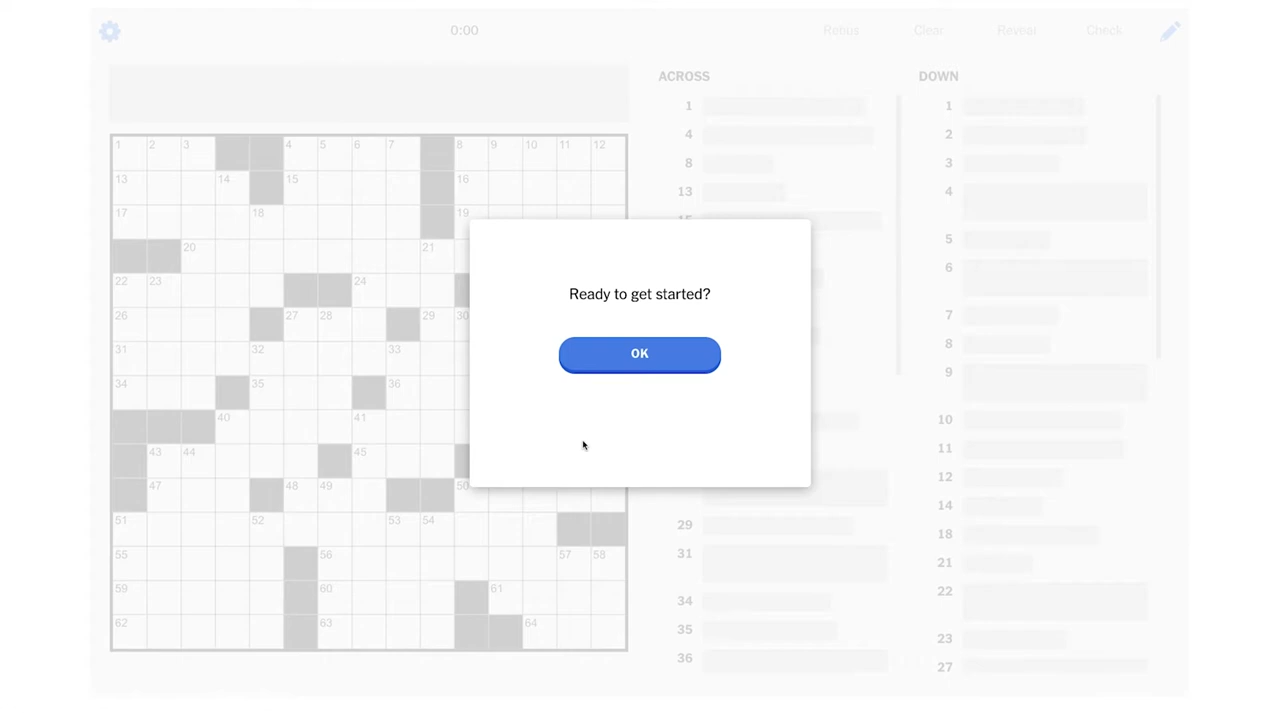 0:00
Rebus Clear Reveal Check
ACROSS
1
4
8
13
15
29
31
34
35
36
DOWN
1
2
3
4
5
6
7
8
9
10
11
12
14
18
21
22
23
27
1 2 3 4 5 6 7 8 9 10 11 12
13 14 15 16
17 18 19
20 21
22 23 24
26 27 28 29 30
31 32 33
34 35 36
40 41
43 44 45
47 48 49 50
51 52 53 54
55 56 57 58
59 60 61
62 63 64
Ready to get started?
OK